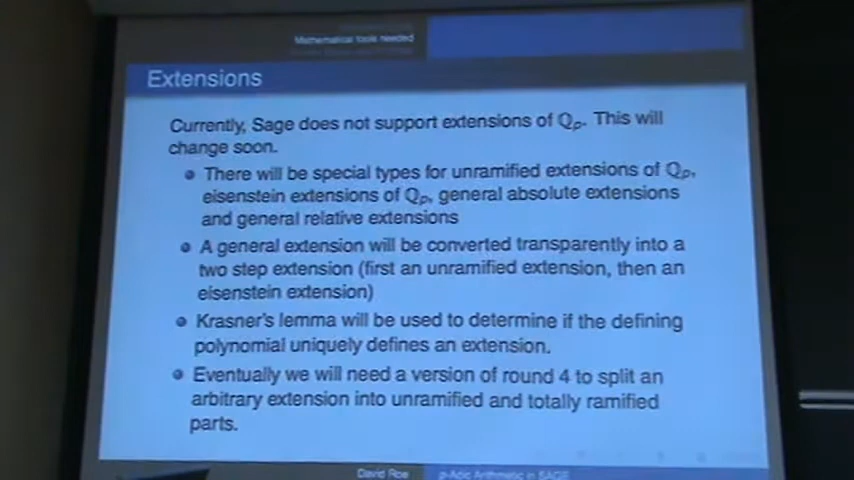 Mathematical tools needed
Extensions
Currently, Sage does not support extensions of ℚp. This will
change soon.
There will be special types for unramified extensions of ℚp,
eisenstein extensions of ℚp, general absolute extensions
and general relative extensions
A general extension will be converted transparently into a
two step extension (first an unramified extension, then an
eisenstein extension)
Krasner's lemma will be used to determine if the defining
polynomial uniquely defines an extension.
Eventually we will need a version of round 4 to split an
arbitrary extension into unramified and totally ramified
parts.
David Roe
p-Adic Arithmetic in SAGE